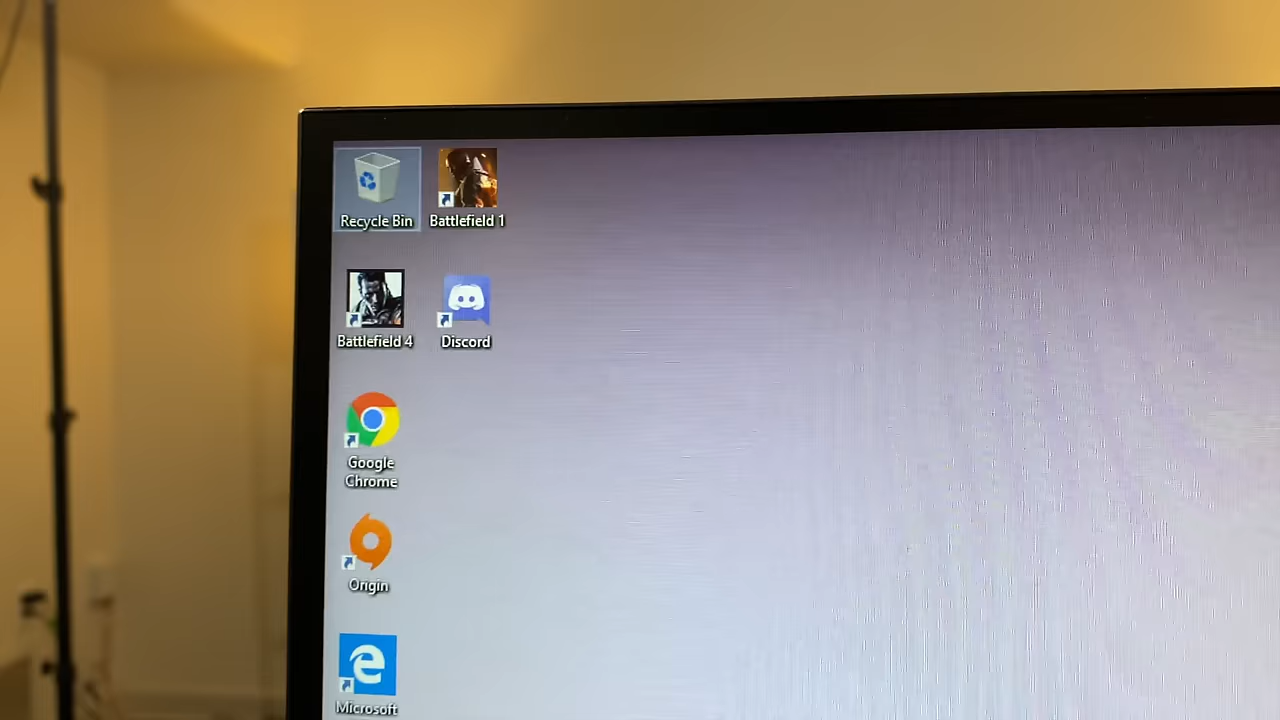 Recycle Bin
Battlefield 1
Battlefield 4
Discord
Google
Chrome
Origin
Microsoft